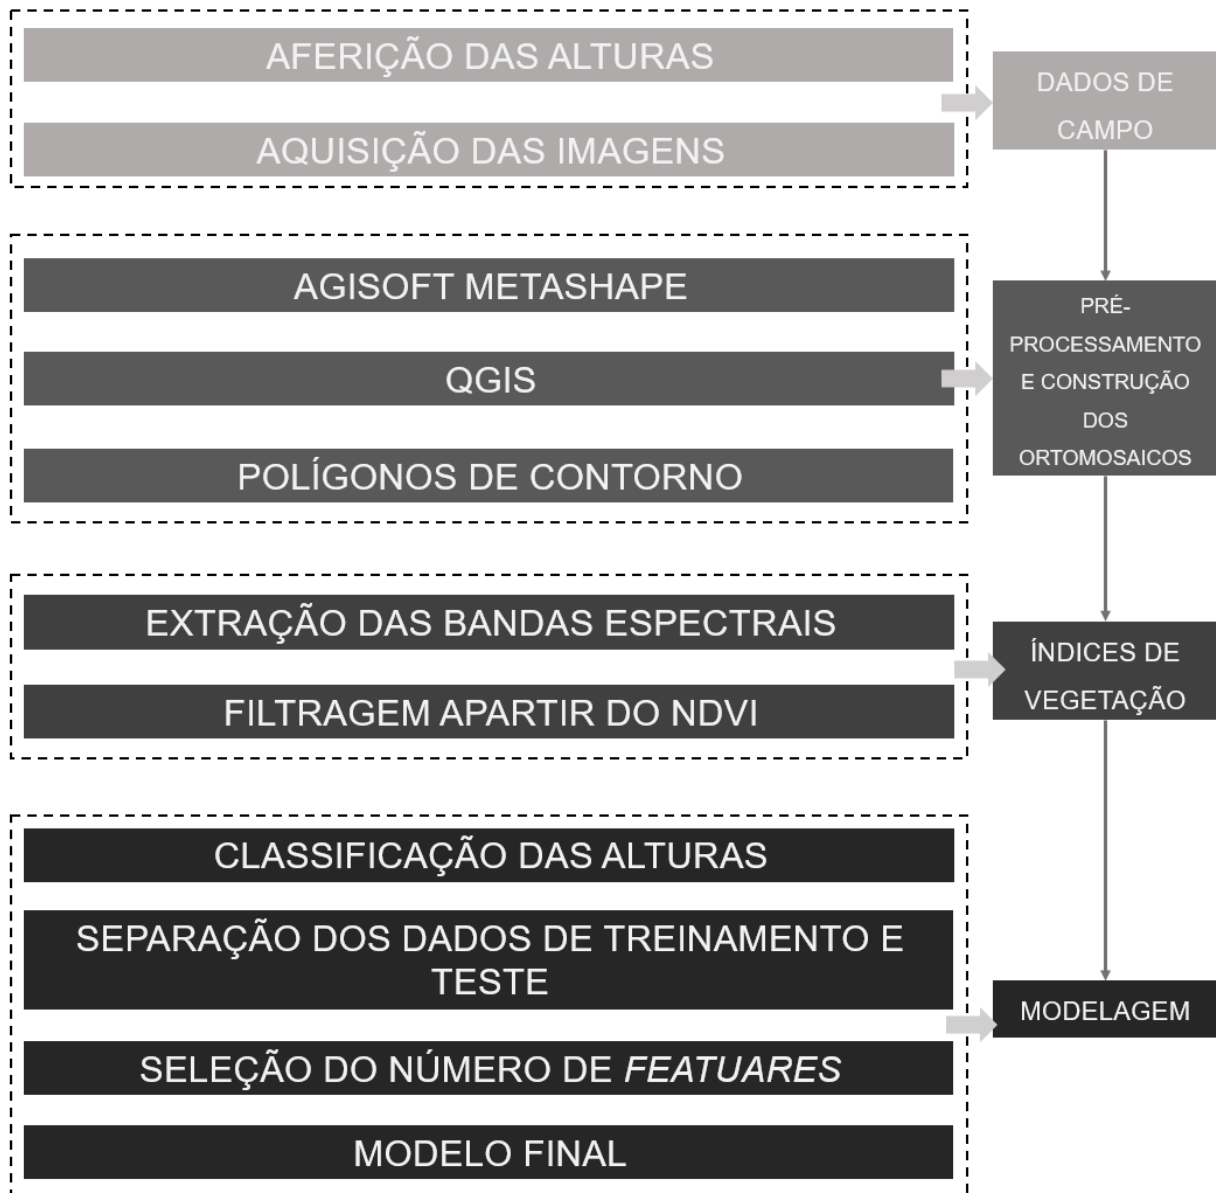 AFERIÇÃO DAS ALTURAS
AQUISIÇÃO DAS IMAGENS
DADOS DE
CAMPO
AGISOFT METASHAPE
QGIS
POLÍGONOS DE CONTORNO
PRÉ-
PROCESSAMENTO
E CONSTRUÇÃO
DOS
ORTOMOSAICOS
EXTRAÇÃO DAS BANDAS ESPECTRAIS
FILTRAGEM APARTIR DO NDVI
ÍNDICES DE
VEGETAÇÃO
CLASSIFICAÇÃO DAS ALTURAS
SEPARAÇÃO DOS DADOS DE TREINAMENTO E
TESTE
SELEÇÃO DO NÚMERO DE FEATUARES
MODELO FINAL
MODELAGEM